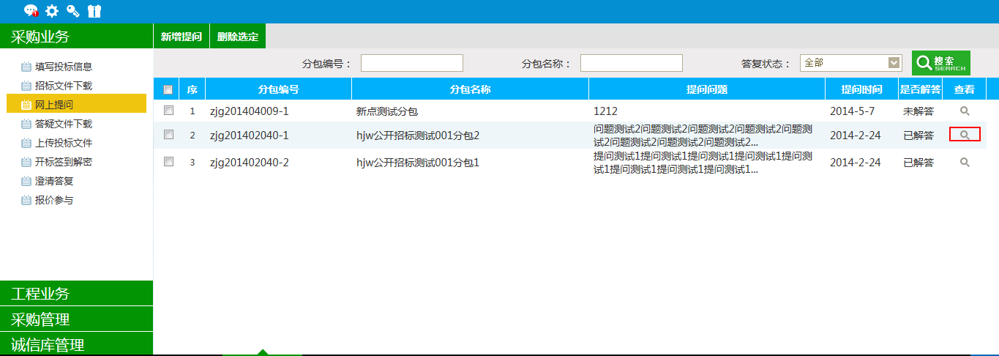 采购业务
新增提问
删除选定
填写投标信息
招标文件下载
网上提问
答疑文件下载
上传投标文件
开标签到解密
澄清答复
报价参与
工程业务
采购管理
诚信库管理
分包编号：
分包名称：
答复状态：
全部
搜索
SEARCH
序 分包编号 分包名称 提问问题 提问时间 是否解答 查看
1 zjg201404009-1 新点测试分包 1212 2014-5-7 未解答
2 zjg201402040-1 hjw公开招标测试001分包2 问题测试2问题测试2问题测试2问题测试2问题测
试2问题测试2问题测试2问题测试2... 2014-2-24 已解答
3 zjg201402040-2 hjw公开招标测试001分包1 提问测试1提问测试1提问测试1提问测试1提问测
试1提问测试1提问测试1提问测试1... 2014-2-24 已解答